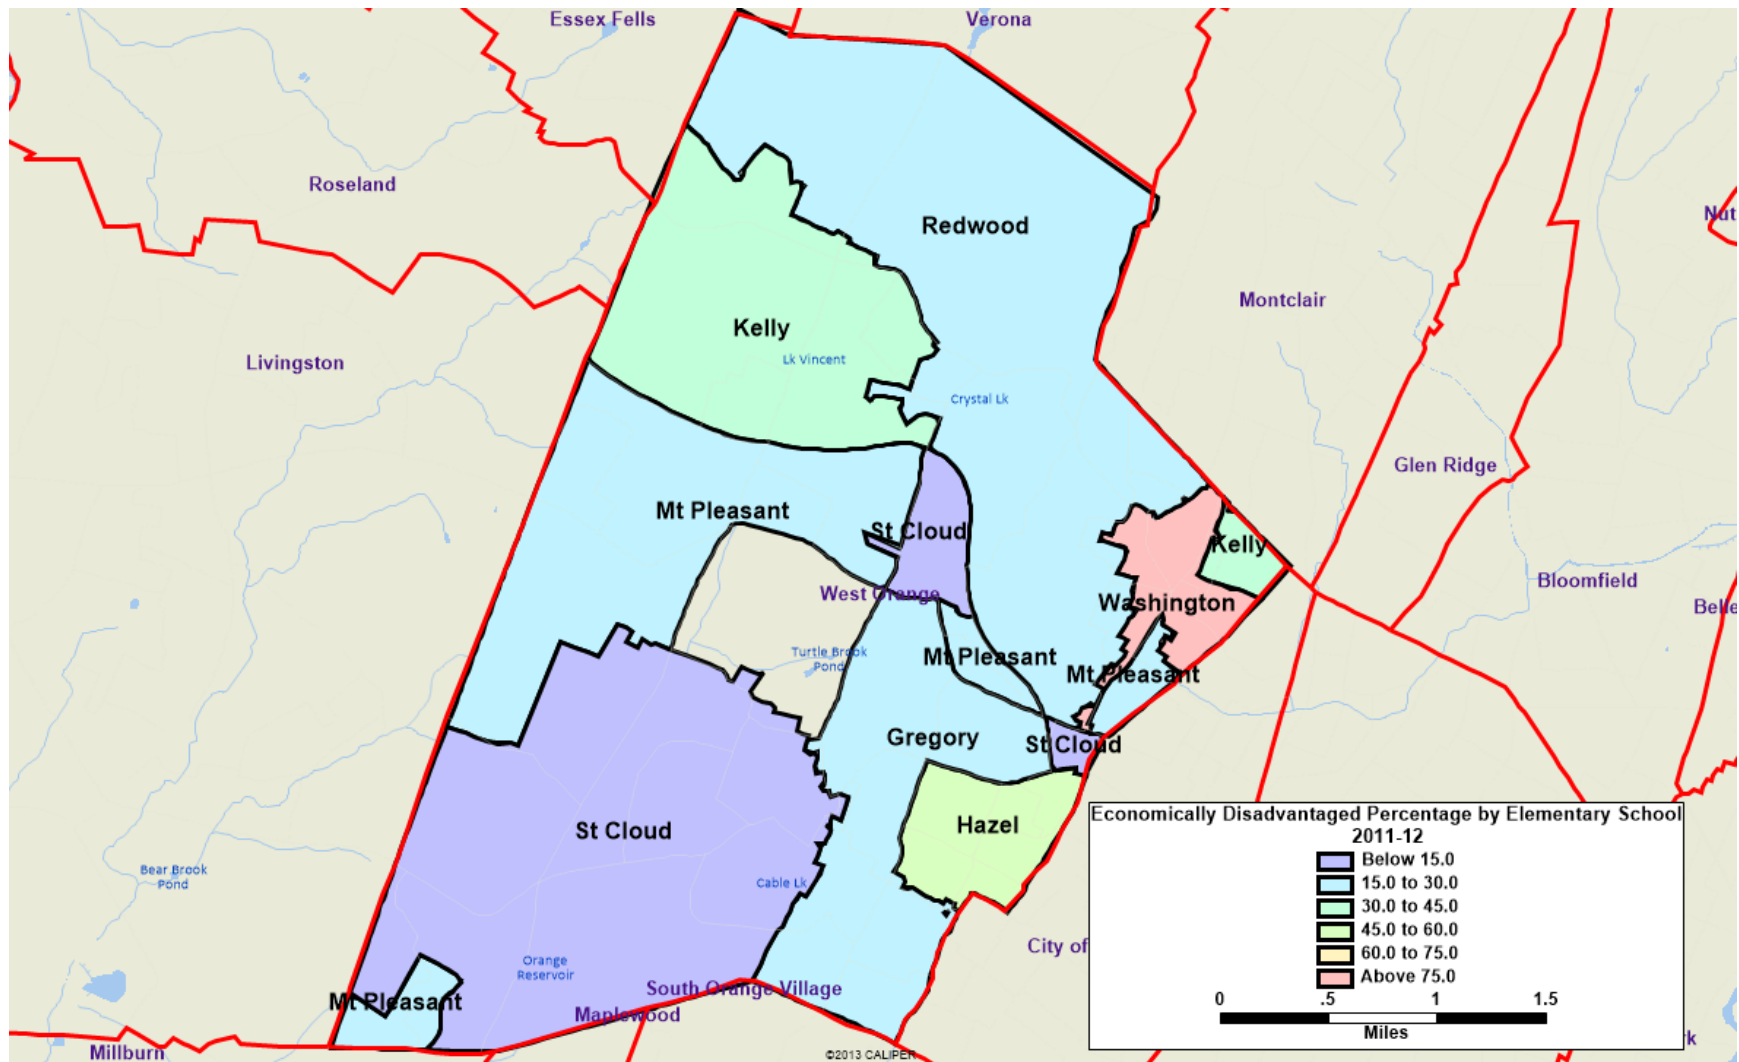 Essex Fells
Verona
Roseland
Redwood
Montclair
Kelly
Lk Vincent
Livingston
Crystal Lk
Glen Ridge
Mt Pleasant
St Cloud
Kelly
Bloomfield
West Orange
Washington
Turtle Brook
Pond
Mt Pleasant
Mt Pleasant
Gregory
St Cloud
St Cloud
Hazel
Bear Brook
Pond
Cable Lk
City of
Orange
Reservoir
South Orange Village
Mt Pleasant
Maplewood
Millburn
©2013 CALIPER
Economically Disadvantaged Percentage by Elementary School
2011-12
Below 15.0
15.0 to 30.0
30.0 to 45.0
45.0 to 60.0
60.0 to 75.0
Above 75.0
0 .5 1 1.5
Miles